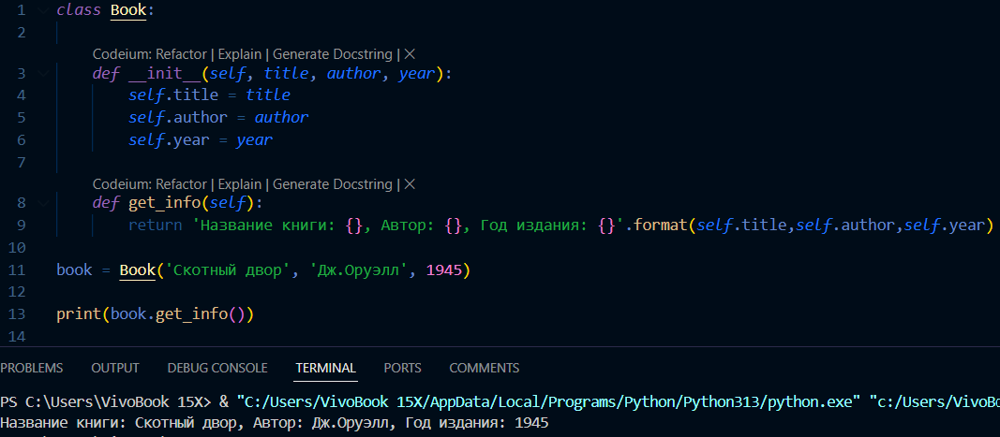 1 class Book:
2
Codeium: Refactor | Explain | Generate Docstring | ✕
3 def __init__(self, title, author, year):
4 self.title = title
5 self.author = author
6 self.year = year
7
Codeium: Refactor | Explain | Generate Docstring | ✕
8 def get_info(self):
9 return 'Название книги: {}, Автор: {}, Год издания: {}'.format(self.title,self.author,self.year)
10
11 book = Book('Скотный двор', 'Дж.Оруэлл', 1945)
12
13 print(book.get_info())
14
PROBLEMS OUTPUT DEBUG CONSOLE TERMINAL PORTS COMMENTS
PS C:\Users\VivoBook 15X> & "C:/Users/VivoBook 15X/AppData/Local/Programs/Python/Python313/python.exe" "c:/Users/VivoBo
Название книги: Скотный двор, Автор: Дж.Оруэлл, Год издания: 1945